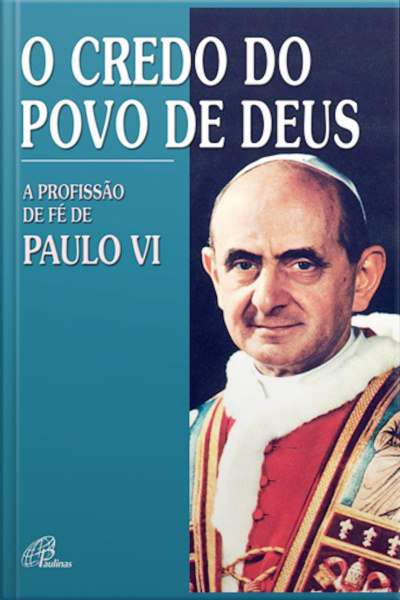 O CREDO DO
POVO DE DEUS
A PROFISSÃO
DE FÉ DE
PAULO VI
Paulinas